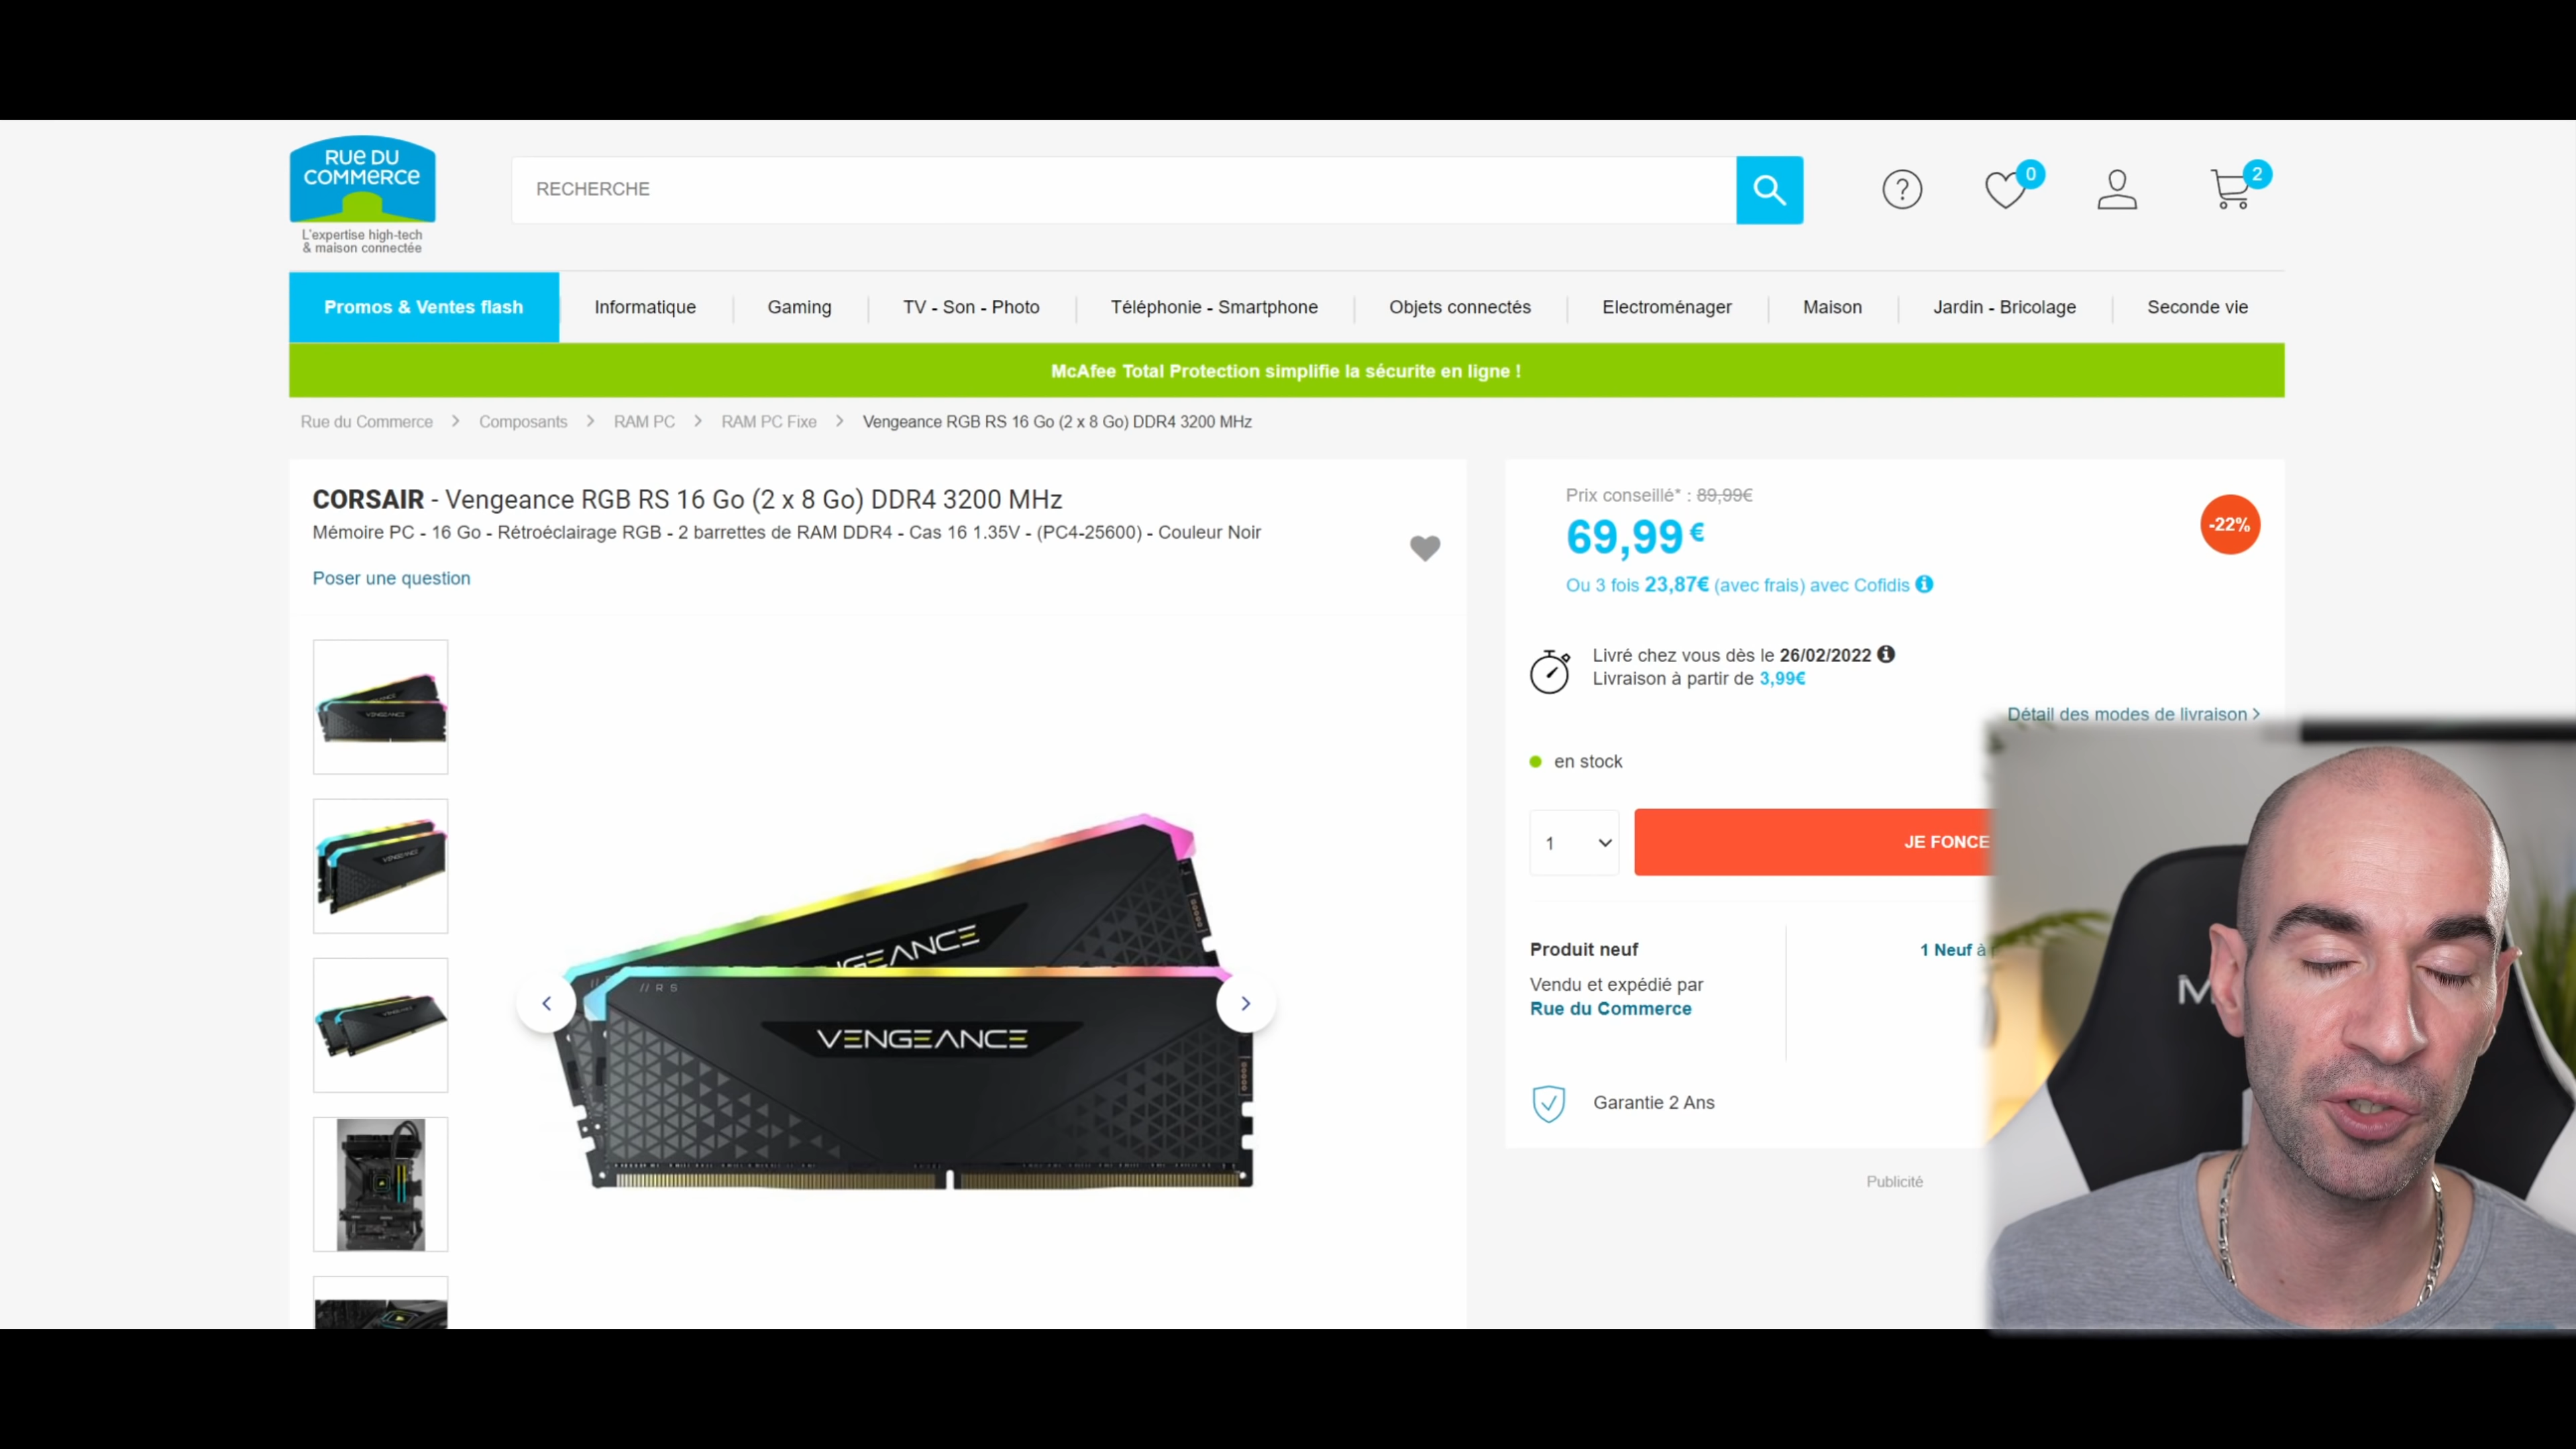 RUE DU
COMMERCE
L'expertise high-tech
& maison connectée
RECHERCHE
0
2
Promos & Ventes flash
Informatique
Gaming
TV - Son - Photo
Téléphonie - Smartphone
Objets connectés
Electroménager
Maison
Jardin - Bricolage
Seconde vie
McAfee Total Protection simplifie la sécurite en ligne !
Rue du Commerce > Composants > RAM PC > RAM PC Fixe > Vengeance RGB RS 16 Go (2 x 8 Go) DDR4 3200 MHz
CORSAIR - Vengeance RGB RS 16 Go (2 x 8 Go) DDR4 3200 MHz
Mémoire PC - 16 Go - Rétroéclairage RGB - 2 barrettes de RAM DDR4 - Cas 16 1.35V - (PC4-25600) - Couleur Noir
Poser une question
VENGEANCE
NGEANCE
// RS
VENGEANCE
Prix conseillé* : 89,99€
69,99 €
-22%
Ou 3 fois 23,87€ (avec frais) avec Cofidis
Livré chez vous dès le 26/02/2022
Livraison à partir de 3,99€
Détail des modes de livraison >
en stock
1
JE FONCE
Produit neuf
1 Neuf à
Vendu et expédié par
Rue du Commerce
Garantie 2 Ans
Publicité
M